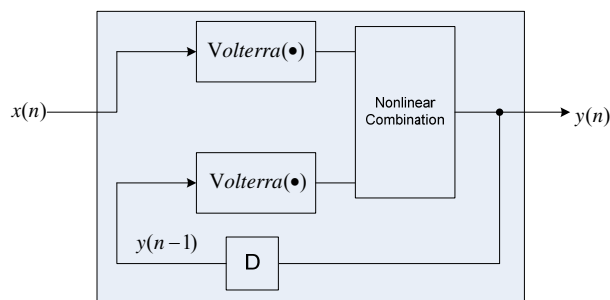 Volterra(•)
x(n)
Nonlinear
Combination
y(n)
Volterra(•)
y(n−1)
D